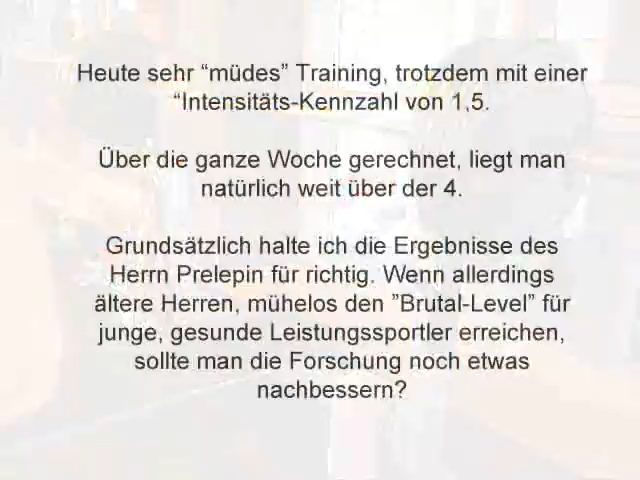 Heute sehr “müdes” Training, trotzdem mit einer
“Intensitäts-Kennzahl von 1,5.
Über die ganze Woche gerechnet, liegt man
natürlich weit über der 4.
Grundsätzlich halte ich die Ergebnisse des
Herrn Prelepin für richtig. Wenn allerdings
ältere Herren, mühelos den ”Brutal-Level” für
junge, gesunde Leistungssportler erreichen,
sollte man die Forschung noch etwas
nachbessern?